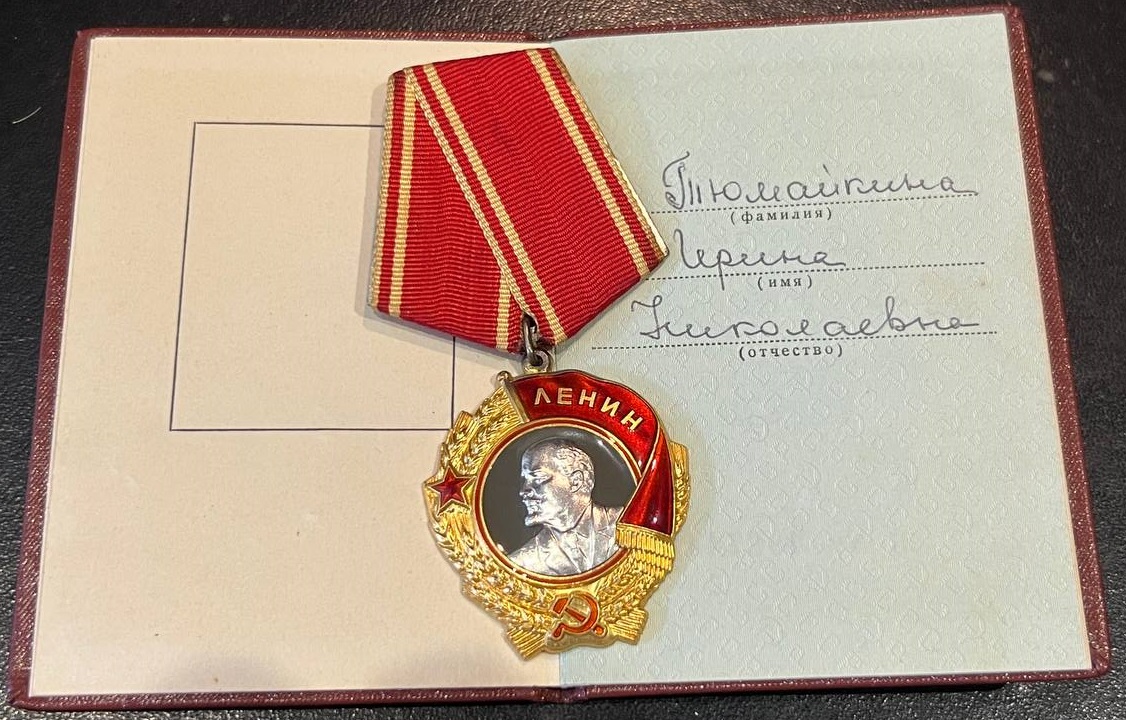 Тюмайкина
(фамилия)
Ирина
(имя)
Николаевна
(отчество)
ЛЕНИН